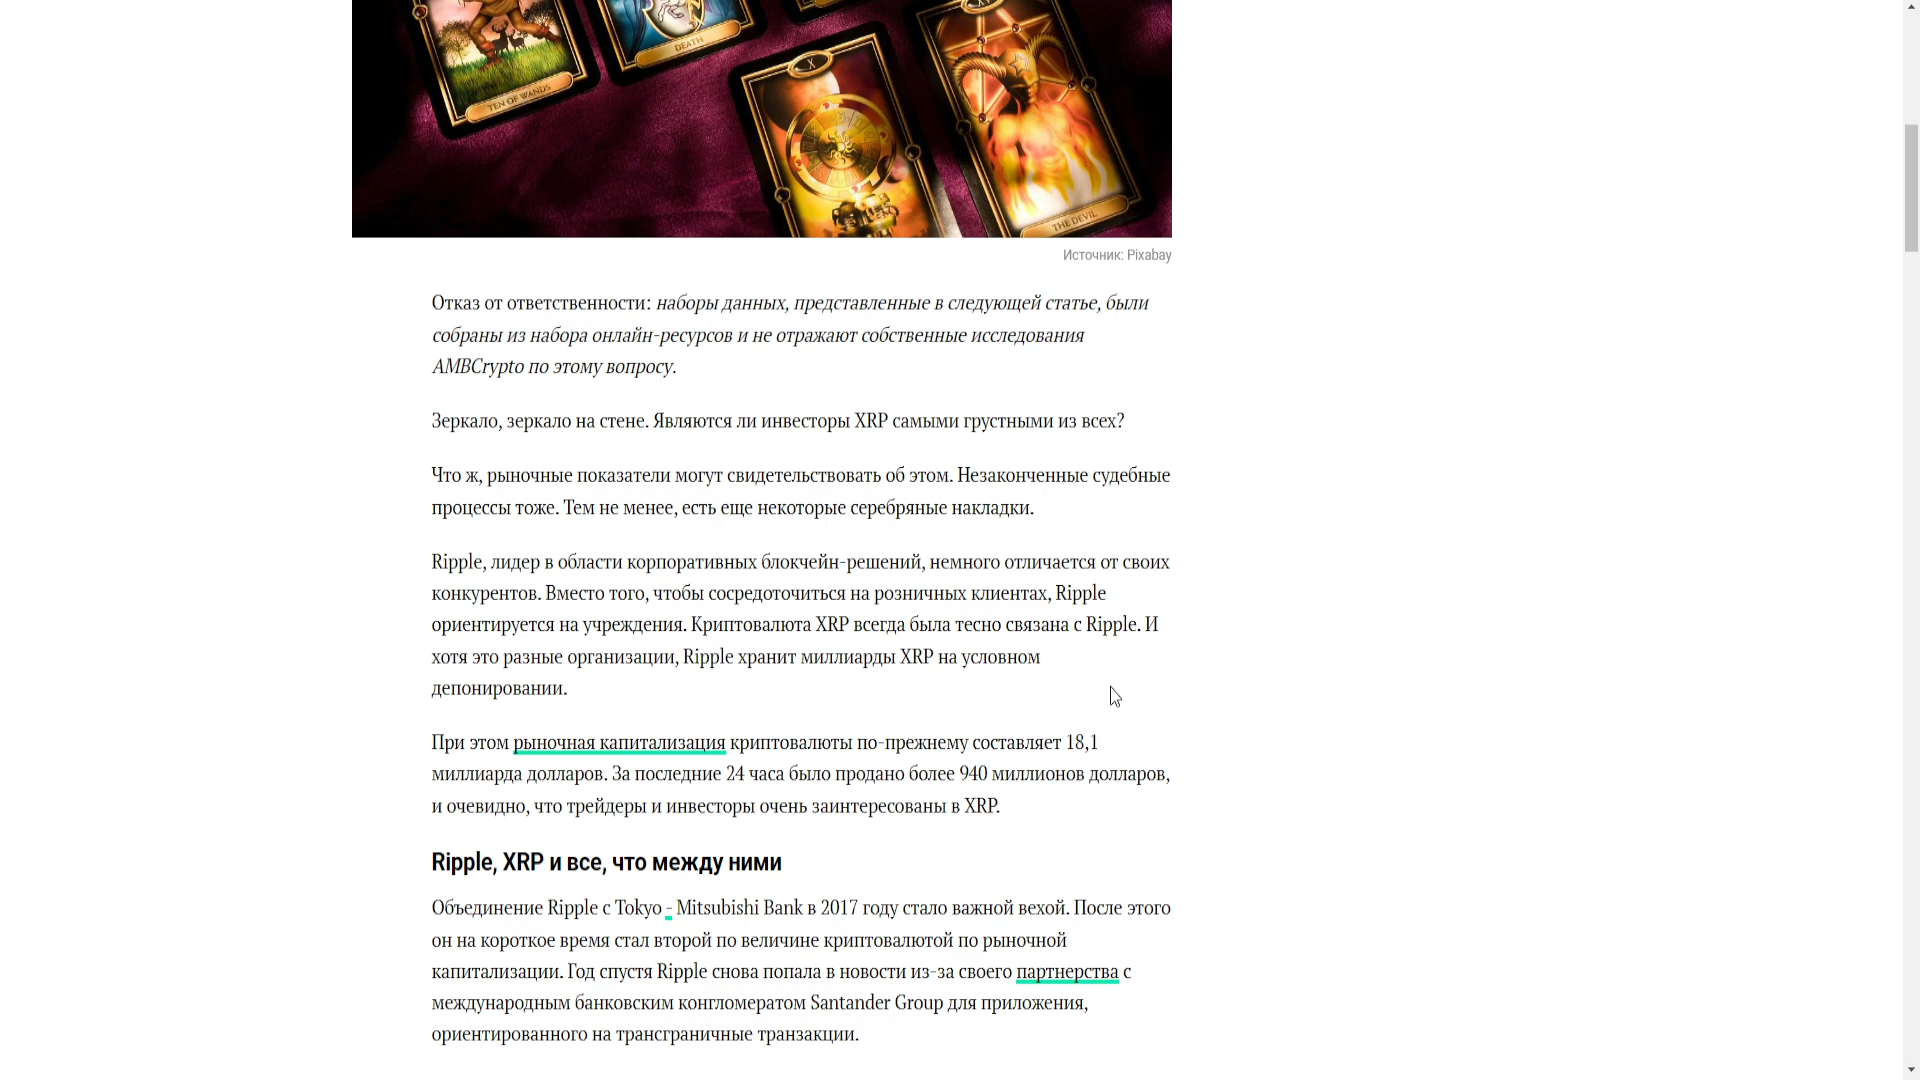 DEATH
TEN OF WANDS
X
THE DEVIL
Источник: Pixabay
Отказ от ответственности: наборы данных, представленные в следующей статье, были
собраны из набора онлайн-ресурсов и не отражают собственные исследования
AMBCrypto по этому вопросу.
Зеркало, зеркало на стене. Являются ли инвесторы XRP самыми грустными из всех?
Что ж, рыночные показатели могут свидетельствовать об этом. Незаконченные судебные
процессы тоже. Тем не менее, есть еще некоторые серебряные накладки.
Ripple, лидер в области корпоративных блокчейн-решений, немного отличается от своих
конкурентов. Вместо того, чтобы сосредоточиться на розничных клиентах, Ripple
ориентируется на учреждения. Криптовалюта XRP всегда была тесно связана с Ripple. И
хотя это разные организации, Ripple хранит миллиарды XRP на условном
депонировании.
При этом рыночная капитализация криптовалюты по-прежнему составляет 18,1
миллиарда долларов. За последние 24 часа было продано более 940 миллионов долларов,
и очевидно, что трейдеры и инвесторы очень заинтересованы в XRP.
Ripple, XRP и все, что между ними
Объединение Ripple с Tokyo - Mitsubishi Bank в 2017 году стало важной вехой. После этого
он на короткое время стал второй по величине криптовалютой по рыночной
капитализации. Год спустя Ripple снова попала в новости из-за своего партнерства с
международным банковским конгломератом Santander Group для приложения,
ориентированного на трансграничные транзакции.